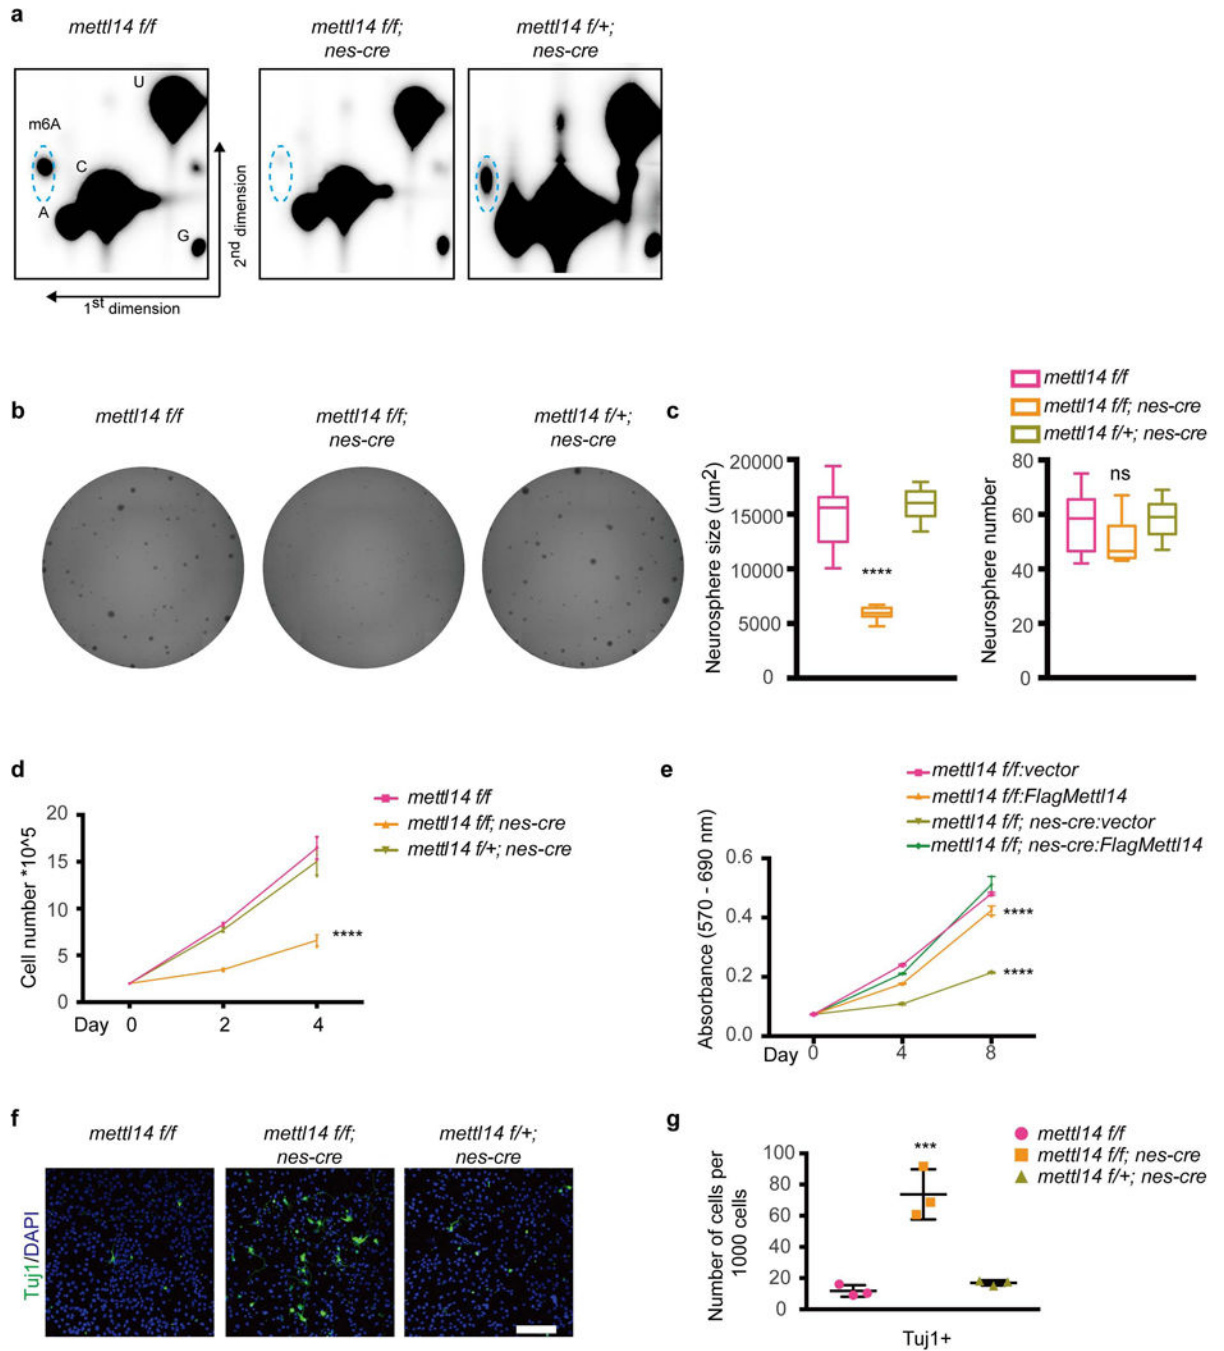 a
mettl14 f/f
mettl14 f/f;
nes-cre
mettl14 f/+;
nes-cre
U
m6A
C
A
G
2nd dimension
1st dimension
b
mettl14 f/f
mettl14 f/f;
nes-cre
mettl14 f/+;
nes-cre
c
mettl14 f/f
mettl14 f/f; nes-cre
mettl14 f/+; nes-cre
Neurosphere size (um2)
20000
15000
10000
5000
0
****
Neurosphere number
80
60
40
20
0
ns
d
mettl14 f/f
mettl14 f/f; nes-cre
mettl14 f/+; nes-cre
Cell number *10^5
20
15
10
5
0
****
Day 0 2 4
e
mettl14 f/f:vector
mettl14 f/f:FlagMettl14
mettl14 f/f; nes-cre:vector
mettl14 f/f; nes-cre:FlagMettl14
Absorbance (570 - 690 nm)
0.6
0.4
0.2
0.0
****
****
Day 0 4 8
f
mettl14 f/f
mettl14 f/f;
nes-cre
mettl14 f/+;
nes-cre
Tuj1/DAPI
g
mettl14 f/f
mettl14 f/f; nes-cre
mettl14 f/+; nes-cre
Number of cells per
1000 cells
100
80
60
40
20
0
***
Tuj1+